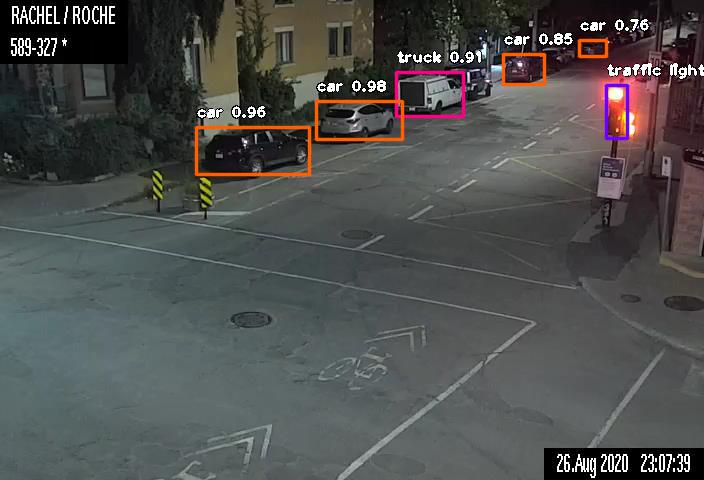 RACHEL / ROCHE
589-327 *
car 0.76
car 0.85
truck 0.91
traffic light
car 0.98
car 0.96
26.Aug 2020 23:07:39